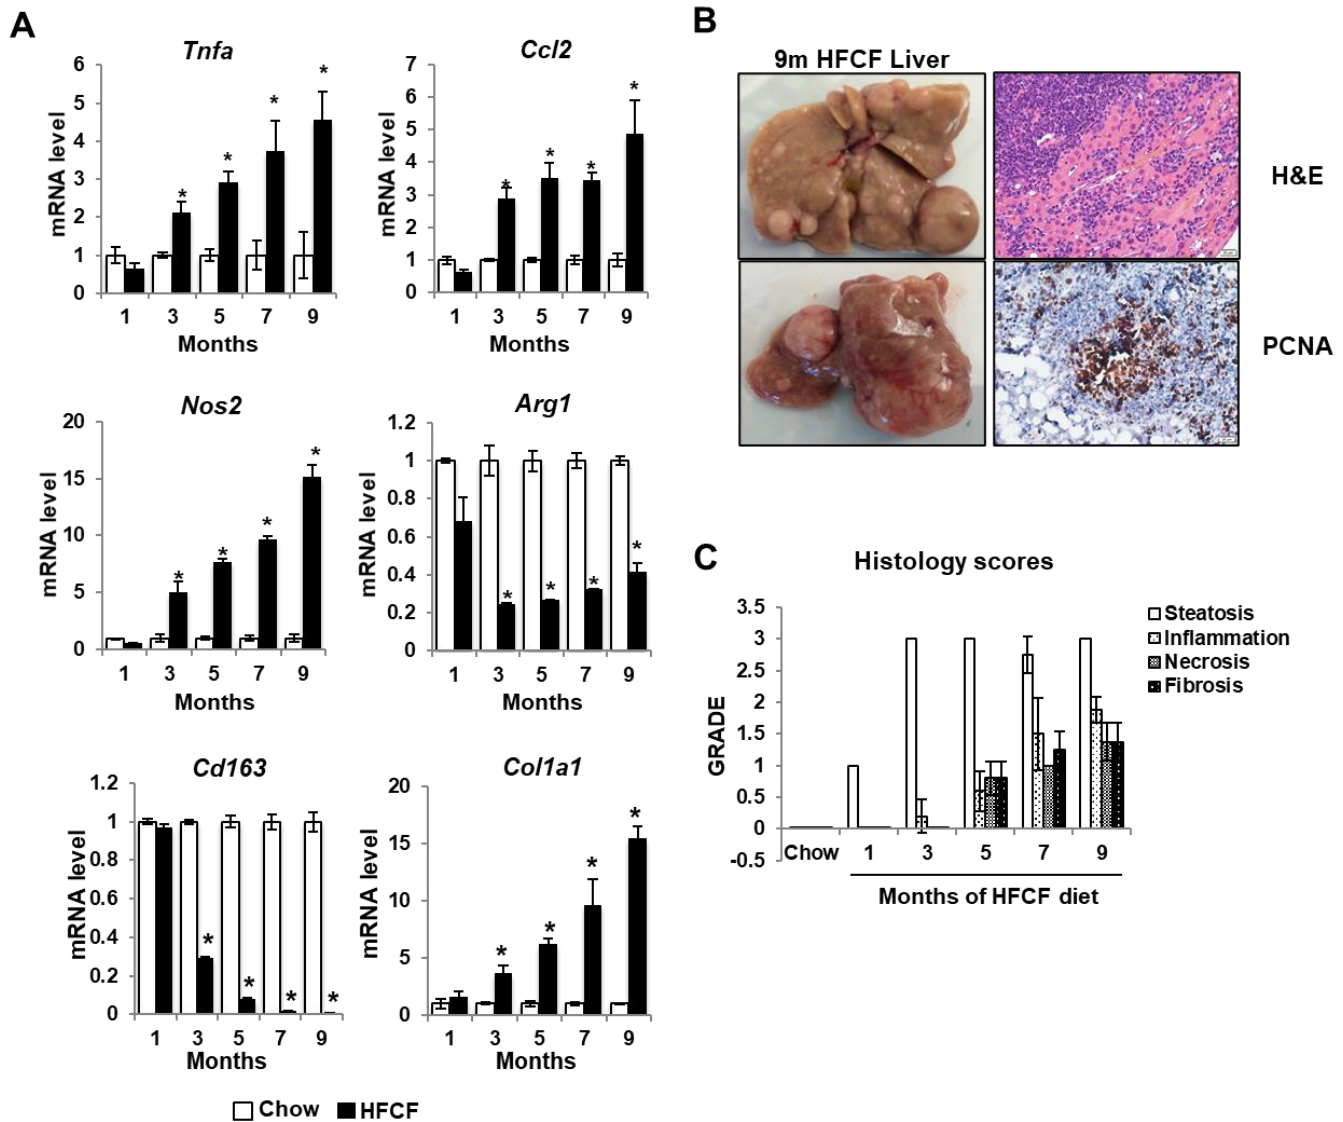 A
Tnfa
mRNA level
6
5
4
3
2
1
0
*
*
*
*
1 3 5 7 9
Months
Ccl2
mRNA level
7
6
5
4
3
2
1
0
*
*
*
*
1 3 5 7 9
Months
Nos2
mRNA level
20
15
10
5
0
*
*
*
*
1 3 5 7 9
Months
Arg1
mRNA level
1.2
1
0.8
0.6
0.4
0.2
0
*
*
*
*
1 3 5 7 9
Months
Cd163
mRNA level
1.2
1
0.8
0.6
0.4
0.2
0
*
*
*
*
1 3 5 7 9
Months
Col1a1
mRNA level
20
15
10
5
0
*
*
*
*
1 3 5 7 9
Months
Chow HFCF
B
9m HFCF Liver
H&E
PCNA
C
Histology scores
GRADE
3.5
3
2.5
2
1.5
1
0.5
0
-0.5
Chow 1 3 5 7 9
Months of HFCF diet
Steatosis
Inflammation
Necrosis
Fibrosis